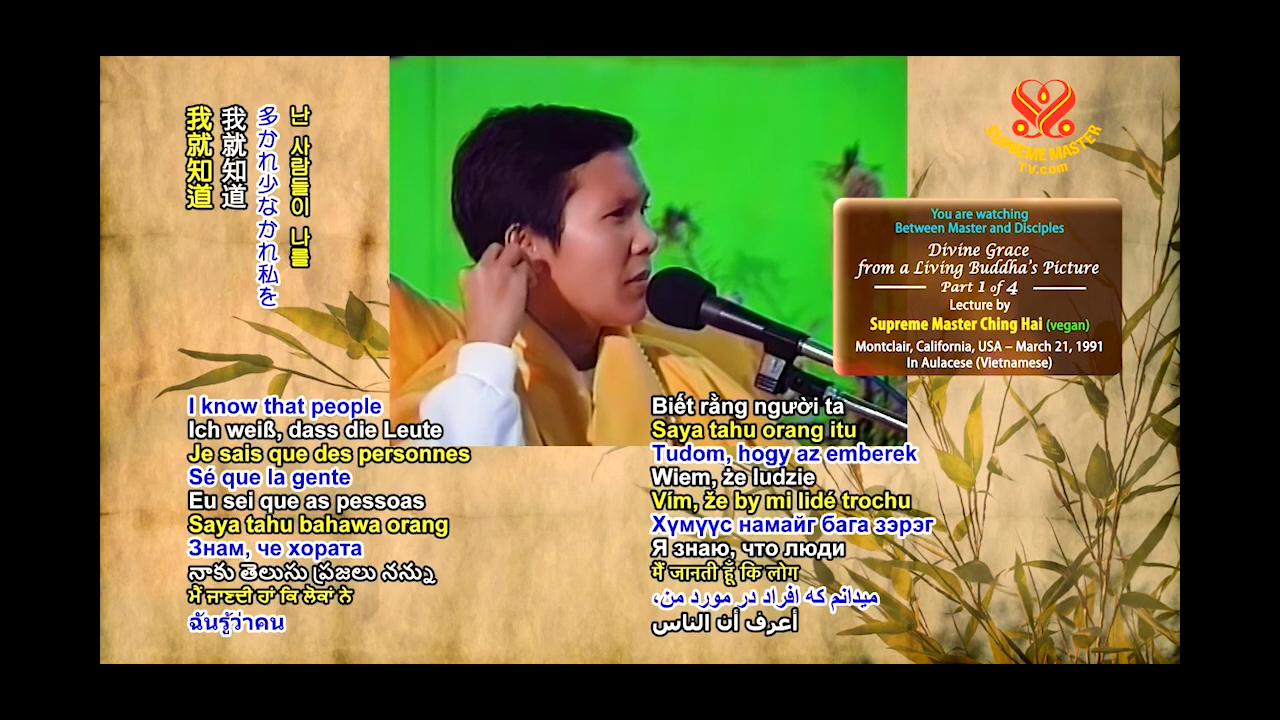 我就知道
我就知道
多かれ少なかれ私を
난 사람들이 나를
SUPREME MASTER
TV.com
You are watching
Between Master and Disciples
Divine Grace
from a Living Buddha's Picture
Part 1 of 4
Lecture by
Supreme Master Ching Hai (vegan)
Montclair, California, USA – March 21, 1991
In Aulacese (Vietnamese)
I know that people
Ich weiß, dass die Leute
Je sais que des personnes
Sé que la gente
Eu sei que as pessoas
Saya tahu bahawa orang
Знам, че хората
నాకు తెలుసు ప్రజలు నన్ను
ਮੈਂ ਜਾਣਦੀ ਹਾਂ ਕਿ ਲੋਕਾਂ ਨੇ
ฉันรู้ว่าคน
Biết rằng người ta
Saya tahu orang itu
Tudom, hogy az emberek
Wiem, że ludzie
Vím, že by mi lidé trochu
Хүмүүс намайг бага зэрэг
Я знаю, что люди
मैं जानती हूँ कि लोग
میدانم که افراد در مورد من،
أعرف أن الناس